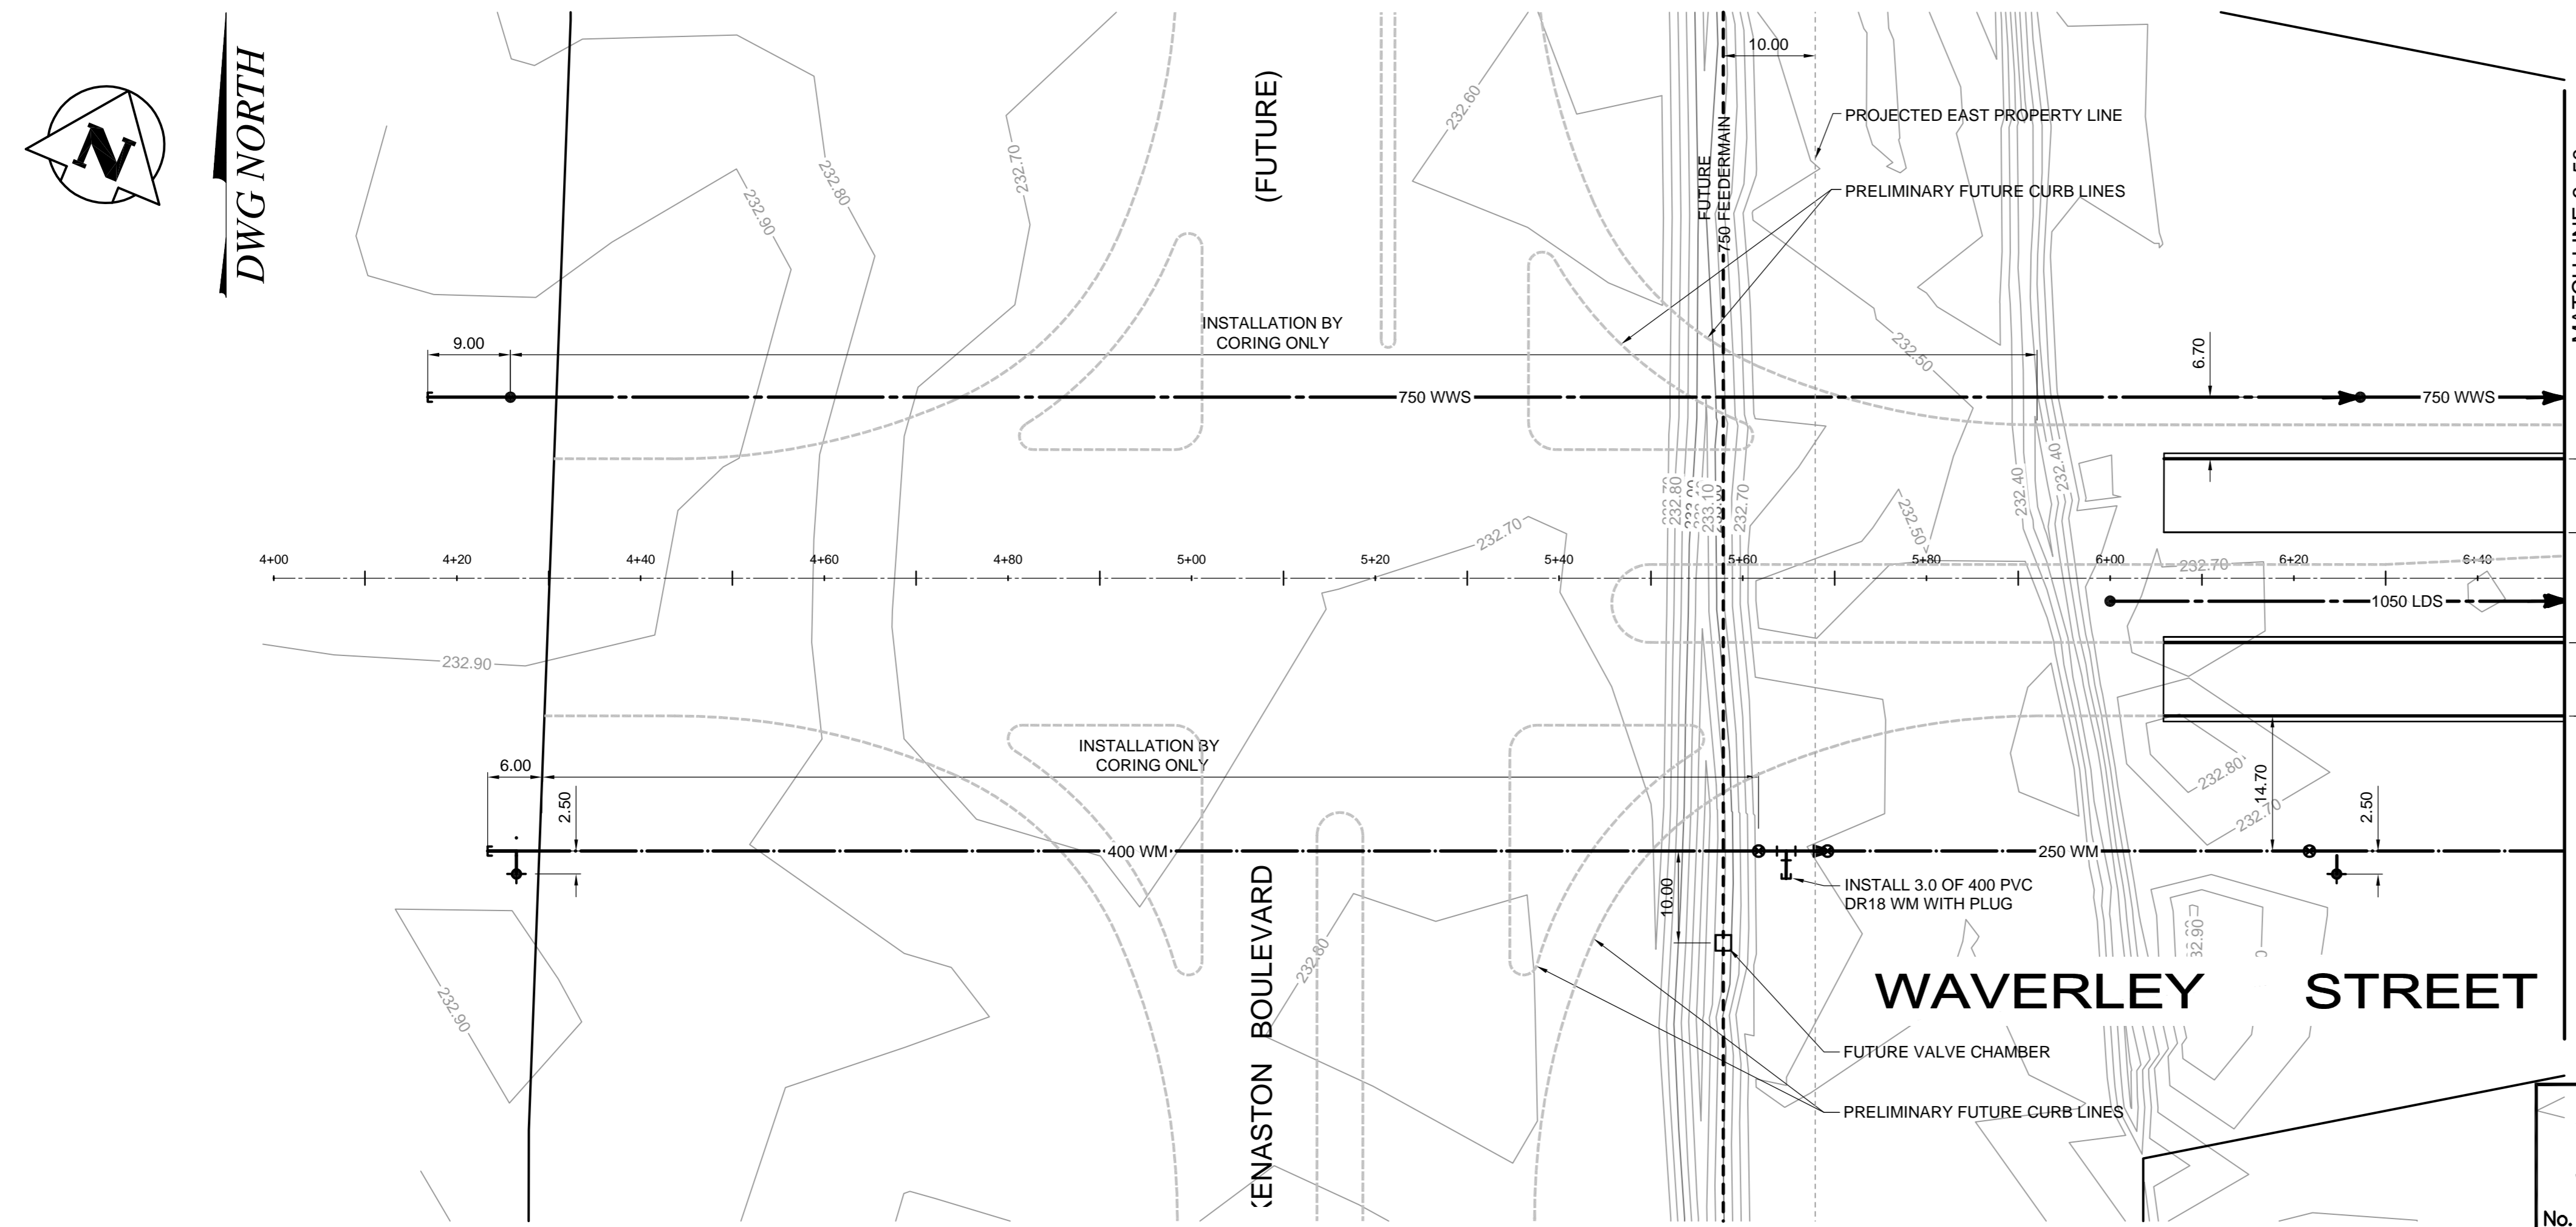 N
DWG NORTH
(FUTURE)
10.00
PROJECTED EAST PROPERTY LINE
PRELIMINARY FUTURE CURB LINES
FUTURE
750 FEEDERMAIN
232.60
232.70
232.80
232.90
INSTALLATION BY
CORING ONLY
9.00
6.70
232.50
750 WWS
750 WWS
232.80
233.10
232.70
232.40
232.40
232.50
232.70
4+00
4+20
4+40
4+60
4+80
5+00
5+20
5+40
5+60
5+80
6+00
6+20
6+40
232.70
1050 LDS
232.90
INSTALLATION BY
CORING ONLY
6.00
2.50
14.70
232.80
232.70
2.50
400 WM
250 WM
10.00
INSTALL 3.0 OF 400 PVC
DR18 WM WITH PLUG
232.80
232.90
WAVERLEY STREET
KENASTON BOULEVARD
FUTURE VALVE CHAMBER
PRELIMINARY FUTURE CURB LINES
No.